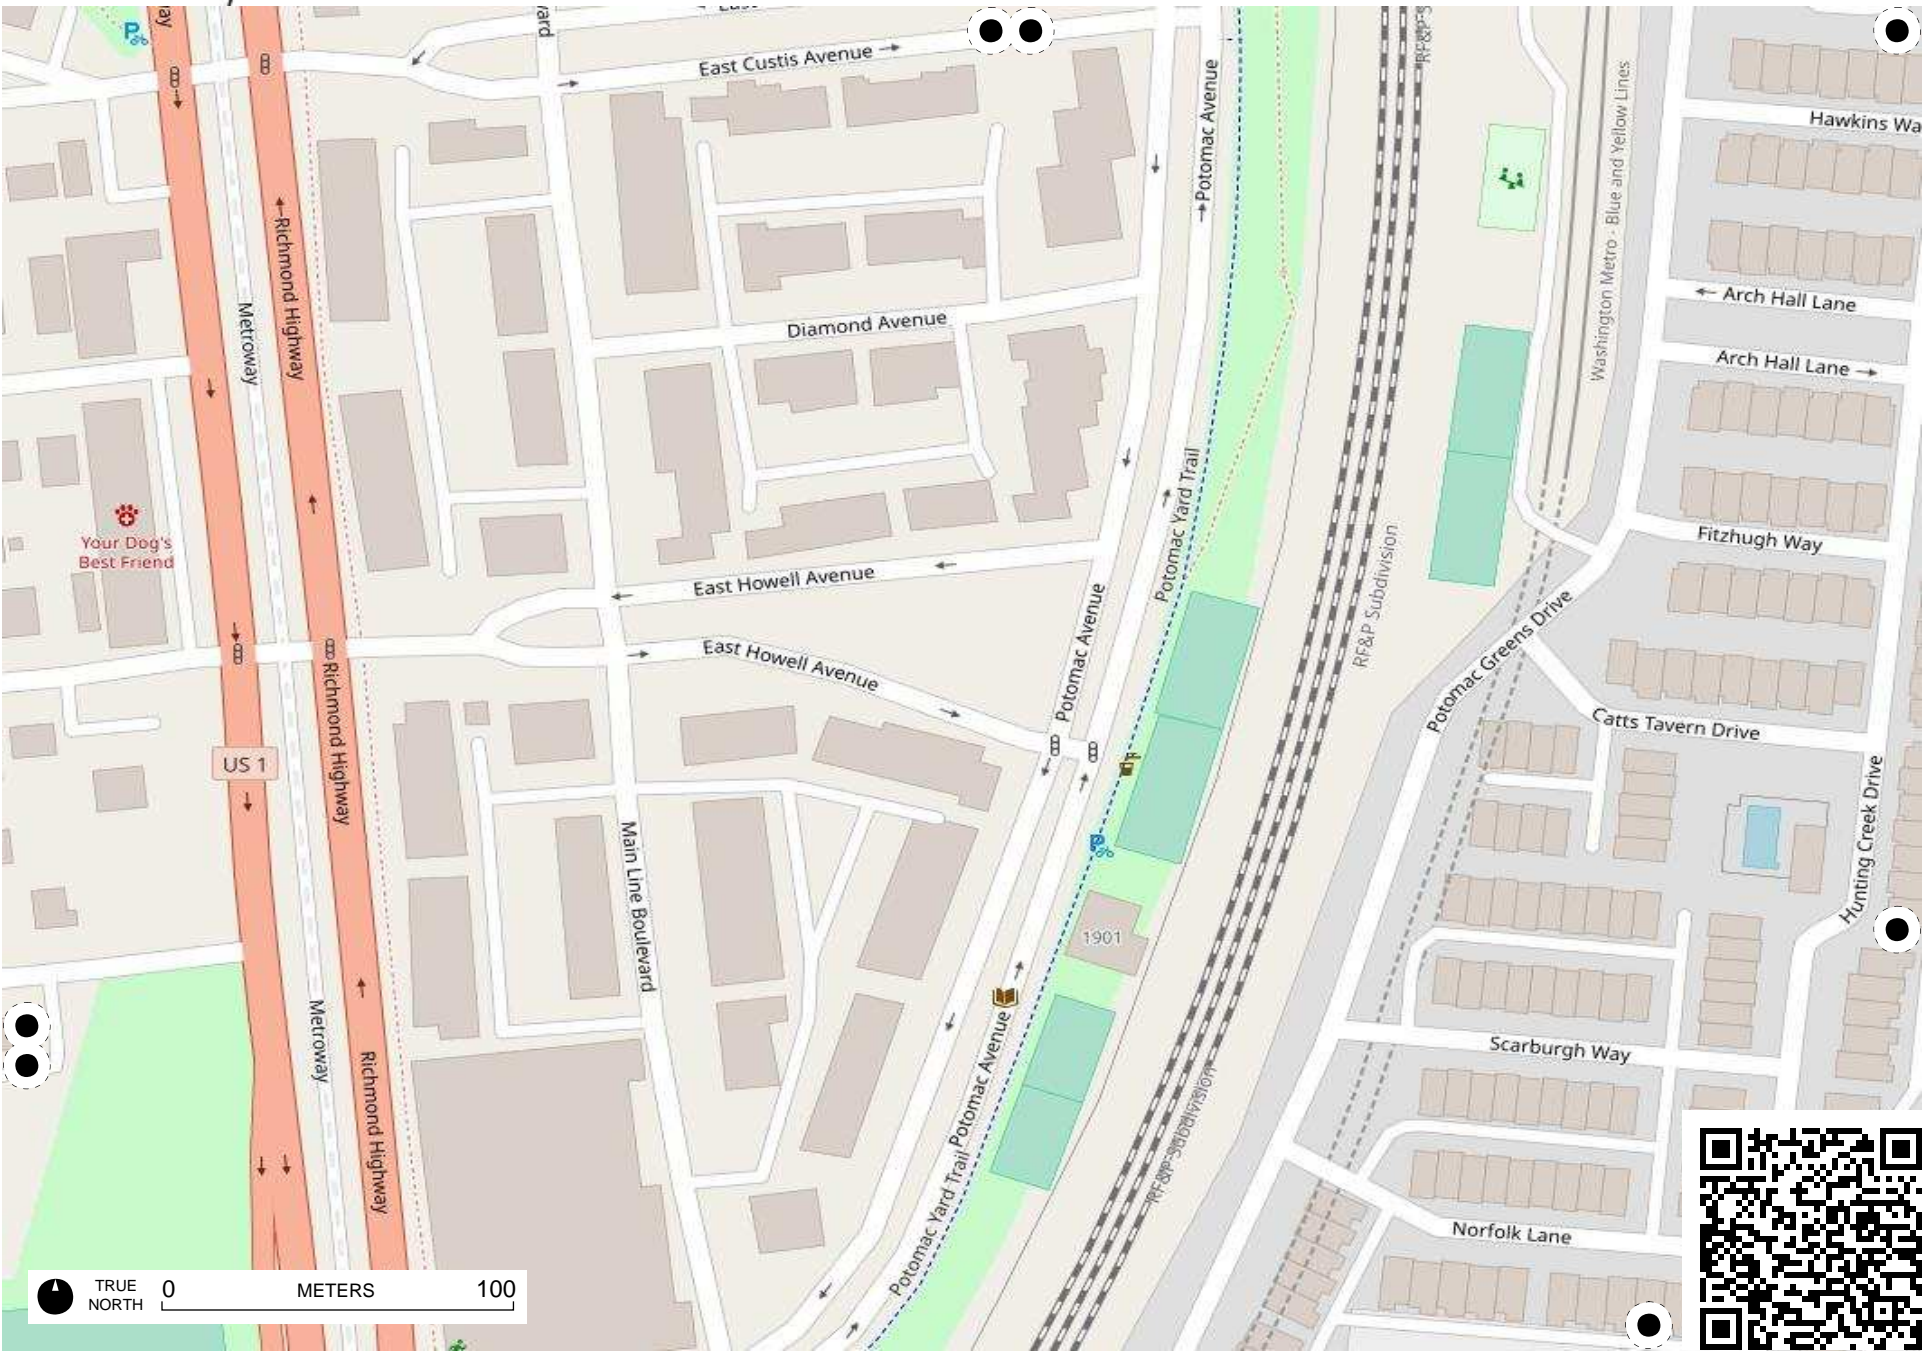 East Custis Avenue
Potomac Avenue
Hawkins Wa
Washington Metro - Blue and Yellow Lines
Richmond Highway
Metroway
Arch Hall Lane
Diamond Avenue
Arch Hall Lane
Potomac Yard Trail
Your Dog's
Best Friend
Fitzhugh Way
RF&P Subdivision
East Howell Avenue
Potomac Avenue
Potomac Greens Drive
East Howell Avenue
Richmond Highway
Catts Tavern Drive
US 1
Hunting Creek Drive
Main Line Boulevard
1901
Metroway
Potomac Avenue
Scarburgh Way
Richmond Highway
RF&P Subdivision
Potomac Yard Trail
Norfolk Lane
TRUE
NORTH
0 METERS 100